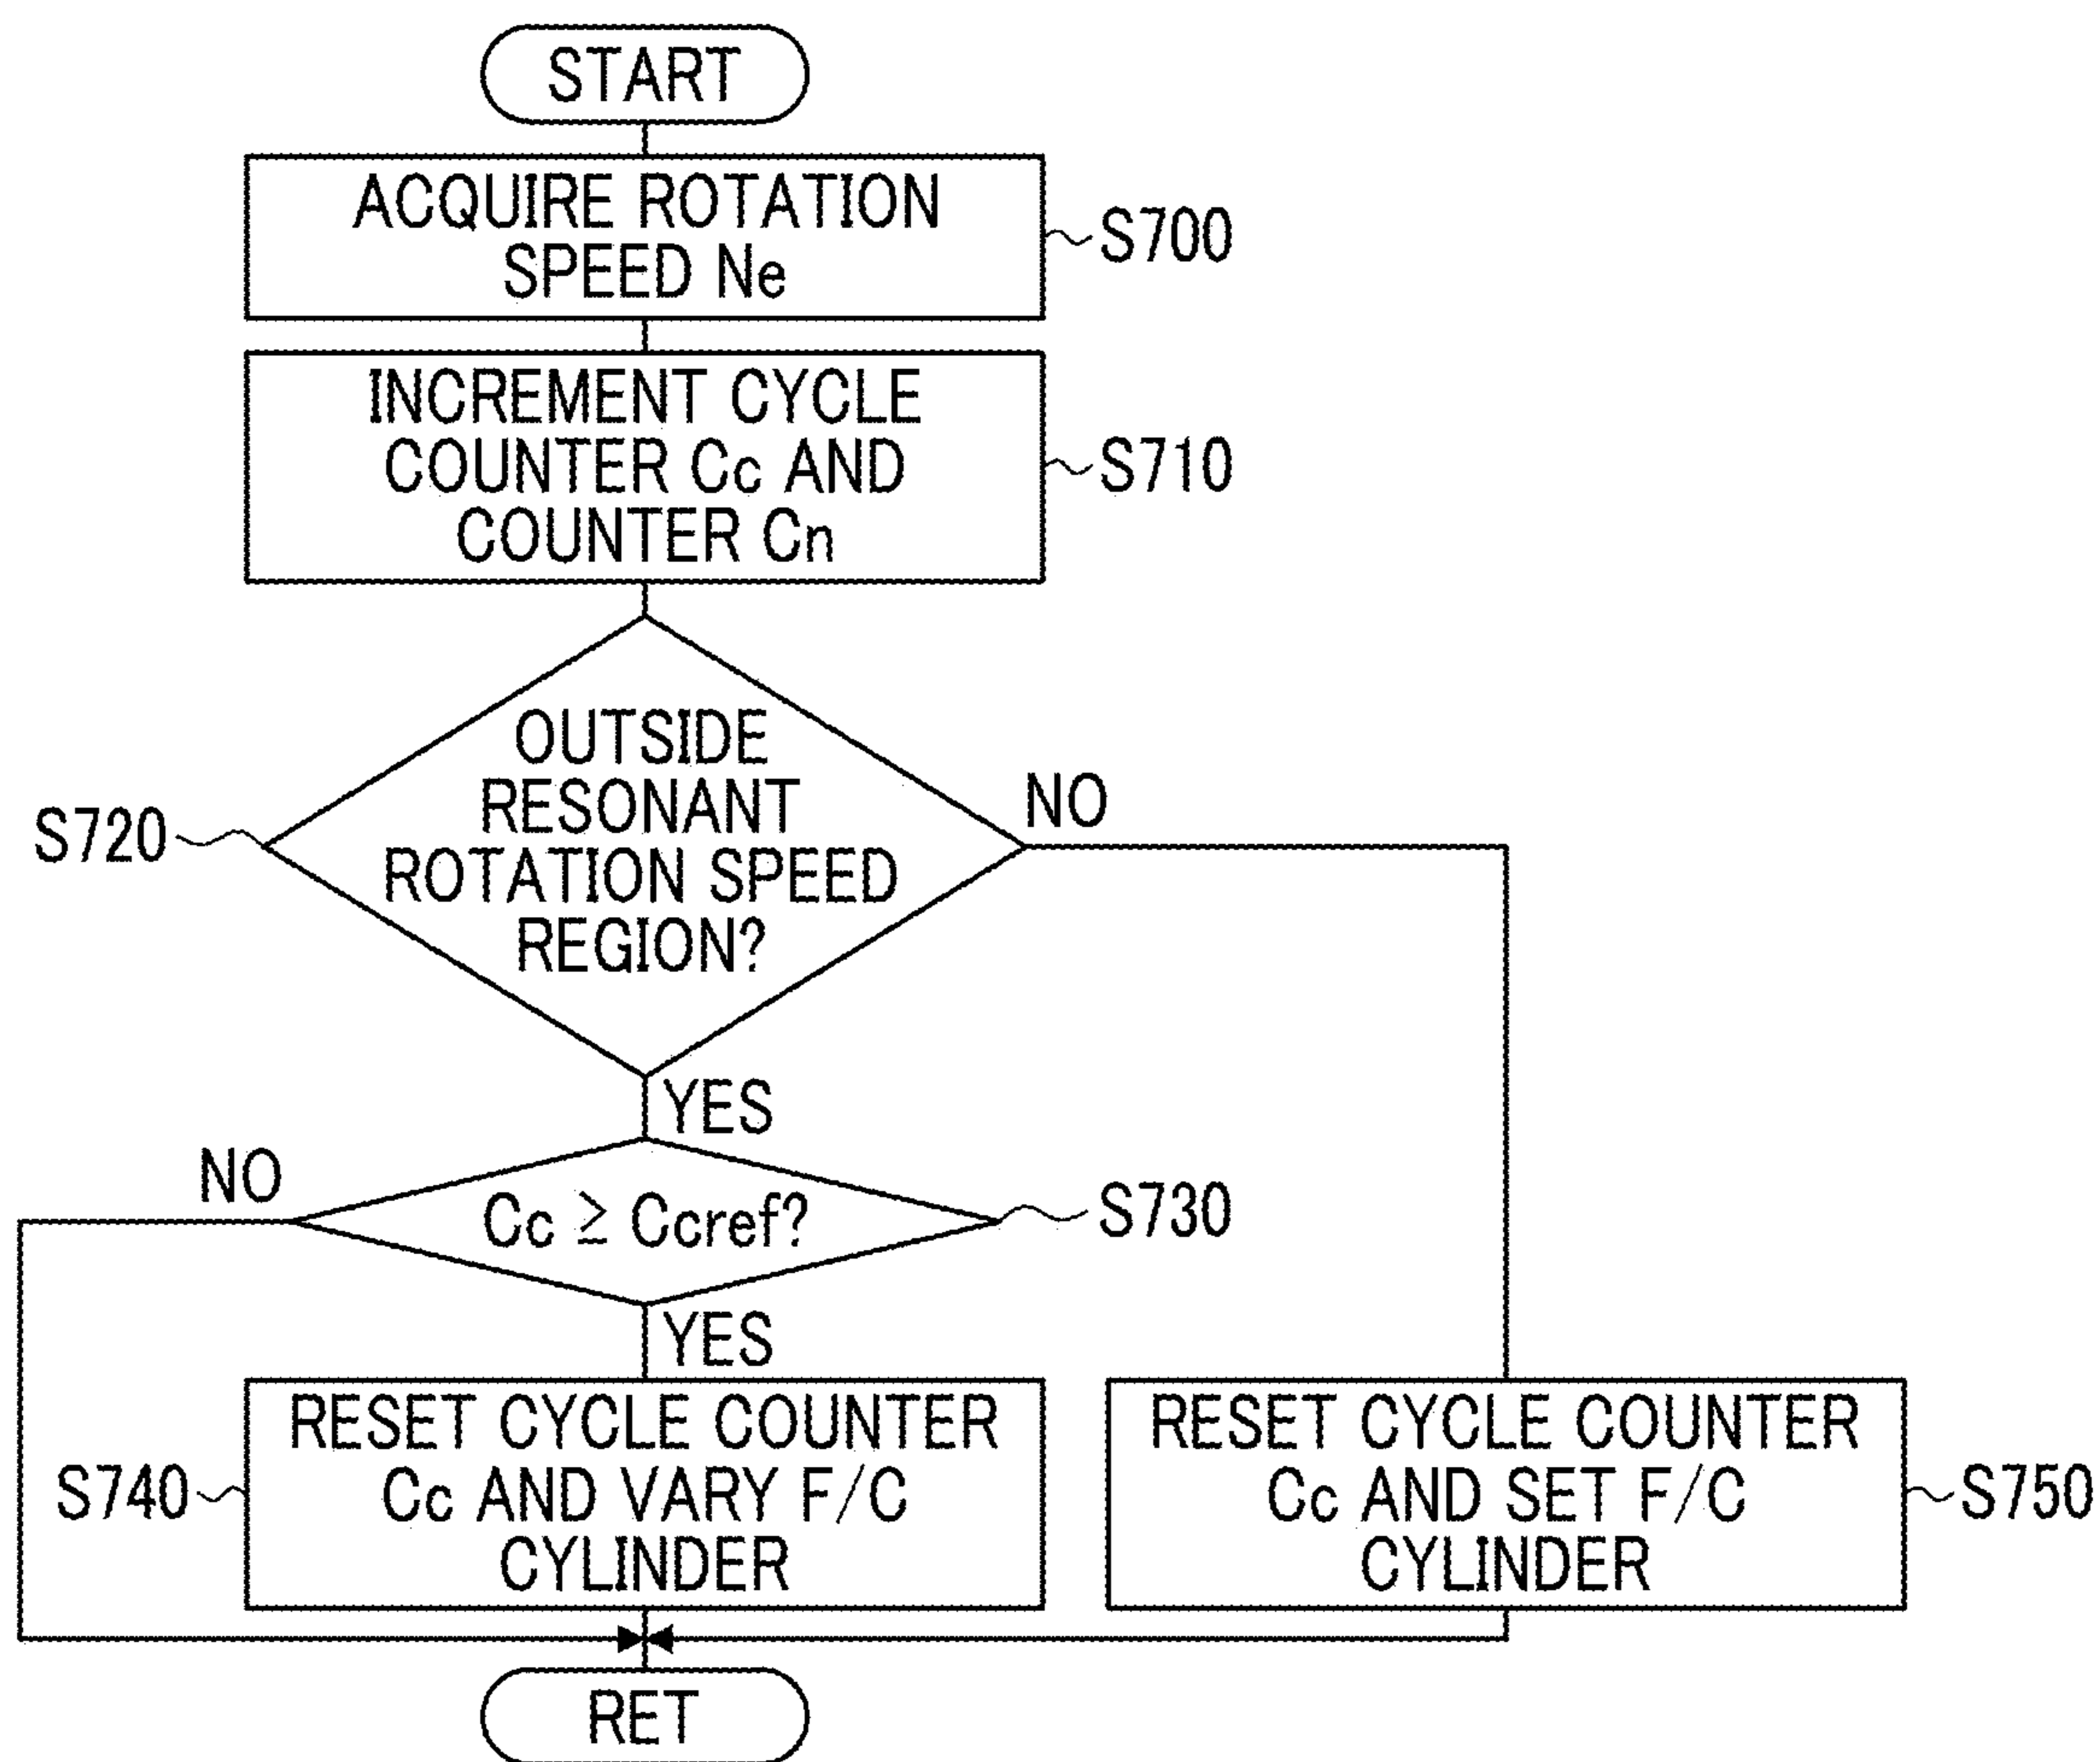 START
ACQUIRE ROTATION
SPEED Ne
S700
INCREMENT CYCLE
COUNTER Cc AND
COUNTER Cn
S710
OUTSIDE
RESONANT
ROTATION SPEED
REGION?
S720
NO
YES
NO
Cc ≥ Ccref?
S730
YES
RESET CYCLE COUNTER
Cc AND VARY F/C
CYLINDER
S740
RESET CYCLE COUNTER
Cc AND SET F/C
CYLINDER
S750
RET